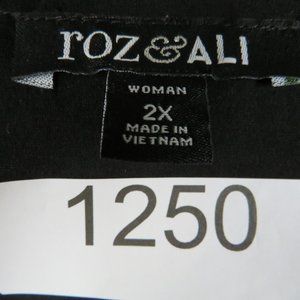 roz&ALI
WOMAN
2X
MADE IN
VIETNAM
1250